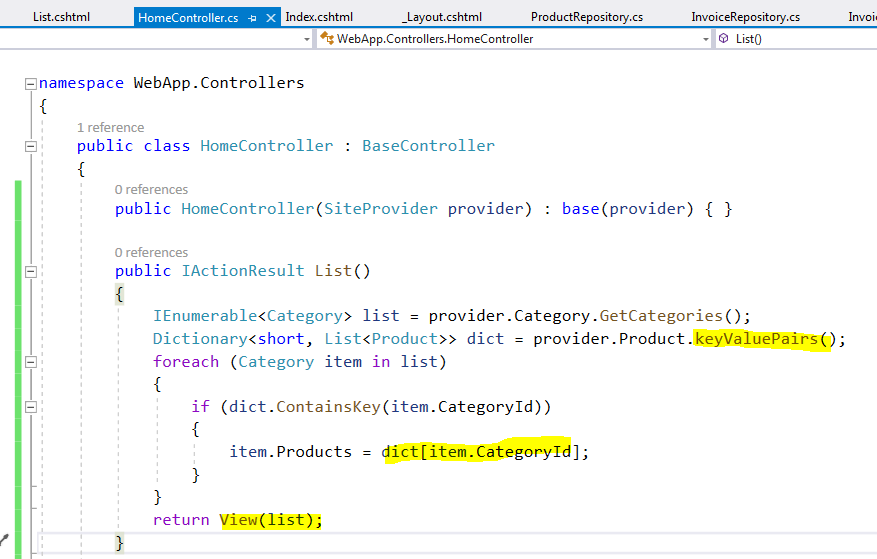 List.cshtml HomeController.cs Index.cshtml _Layout.cshtml ProductRepository.cs InvoiceRepository.cs
WebApp.Controllers.HomeController List()
namespace WebApp.Controllers
{
1 reference
public class HomeController : BaseController
{
0 references
public HomeController(SiteProvider provider) : base(provider) { }
0 references
public IActionResult List()
{
IEnumerable<Category> list = provider.Category.GetCategories();
Dictionary<short, List<Product>> dict = provider.Product.keyValuePairs();
foreach (Category item in list)
{
if (dict.ContainsKey(item.CategoryId))
{
item.Products = dict[item.CategoryId];
}
}
return View(list);
}